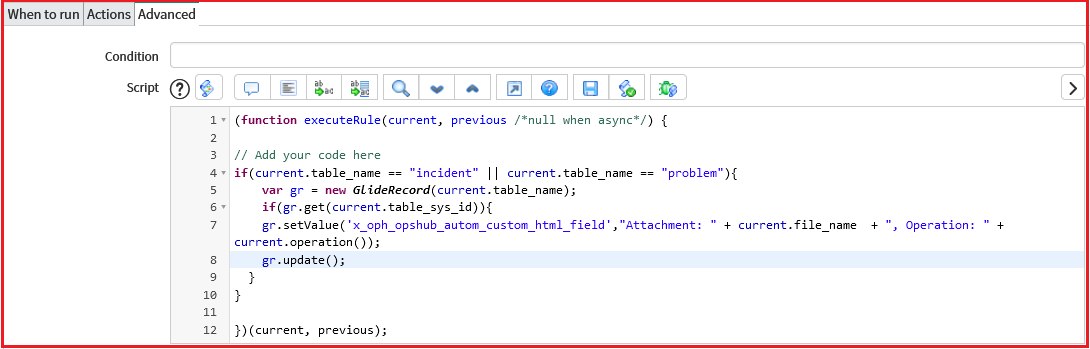 When to run Actions Advanced
Condition
Script
1 (function executeRule(current, previous /*null when async*/) {
2
3 // Add your code here
4 if(current.table_name == "incident" || current.table_name == "problem"){
5 var gr = new GlideRecord(current.table_name);
6 if(gr.get(current.table_sys_id)){
7 gr.setValue('x_oph_opshub_autom_custom_html_field',"Attachment: " + current.file_name  + ", Operation: " +
current.operation());
8 gr.update();
9 }
10 }
11
12 })(current, previous);